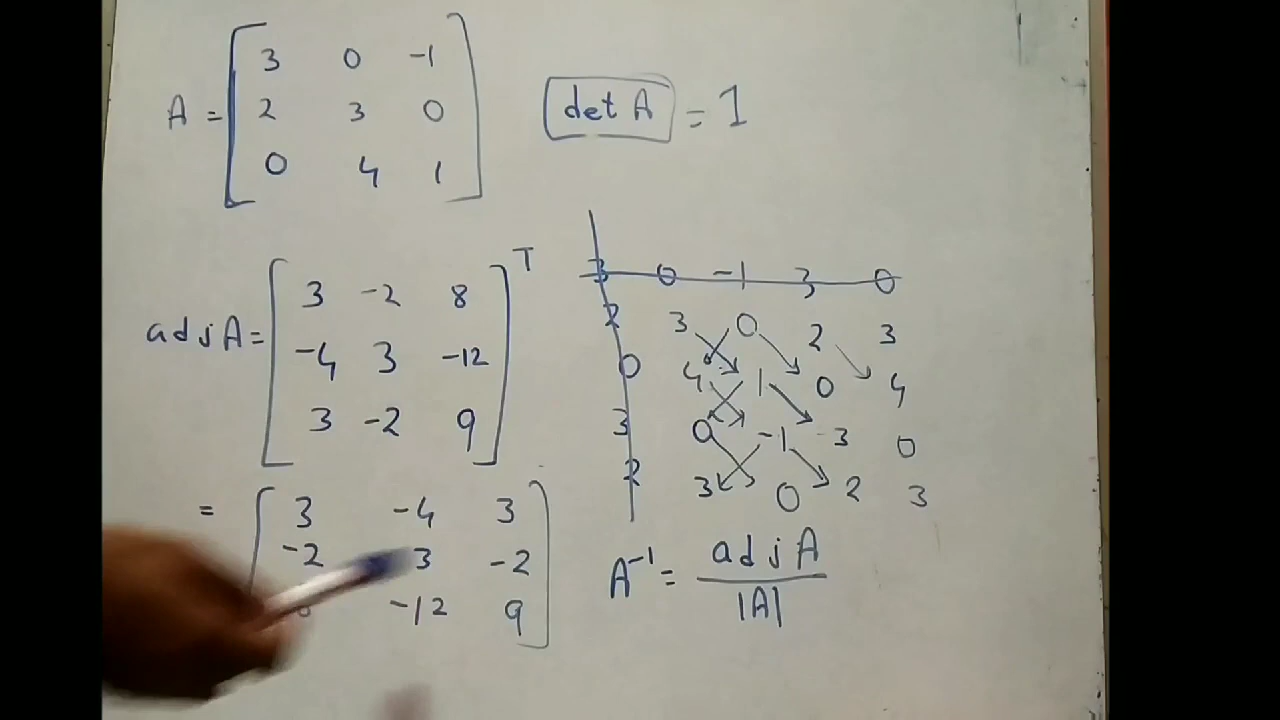 A = [ 3 0 -1
2 3 0
0 4 1 ]
det A = 1
adj A = [ 3 -2 8
-4 3 -12
3 -2 9 ]ᵀ
= [ 3 -4 3
-2 3 -2
-12 9 ]
3 0 -1 3 0
2 3 0 2 3
0 4 1 0 4
3 0 -1 3 0
2 3 0 2 3
A⁻¹ = adj A / |A|